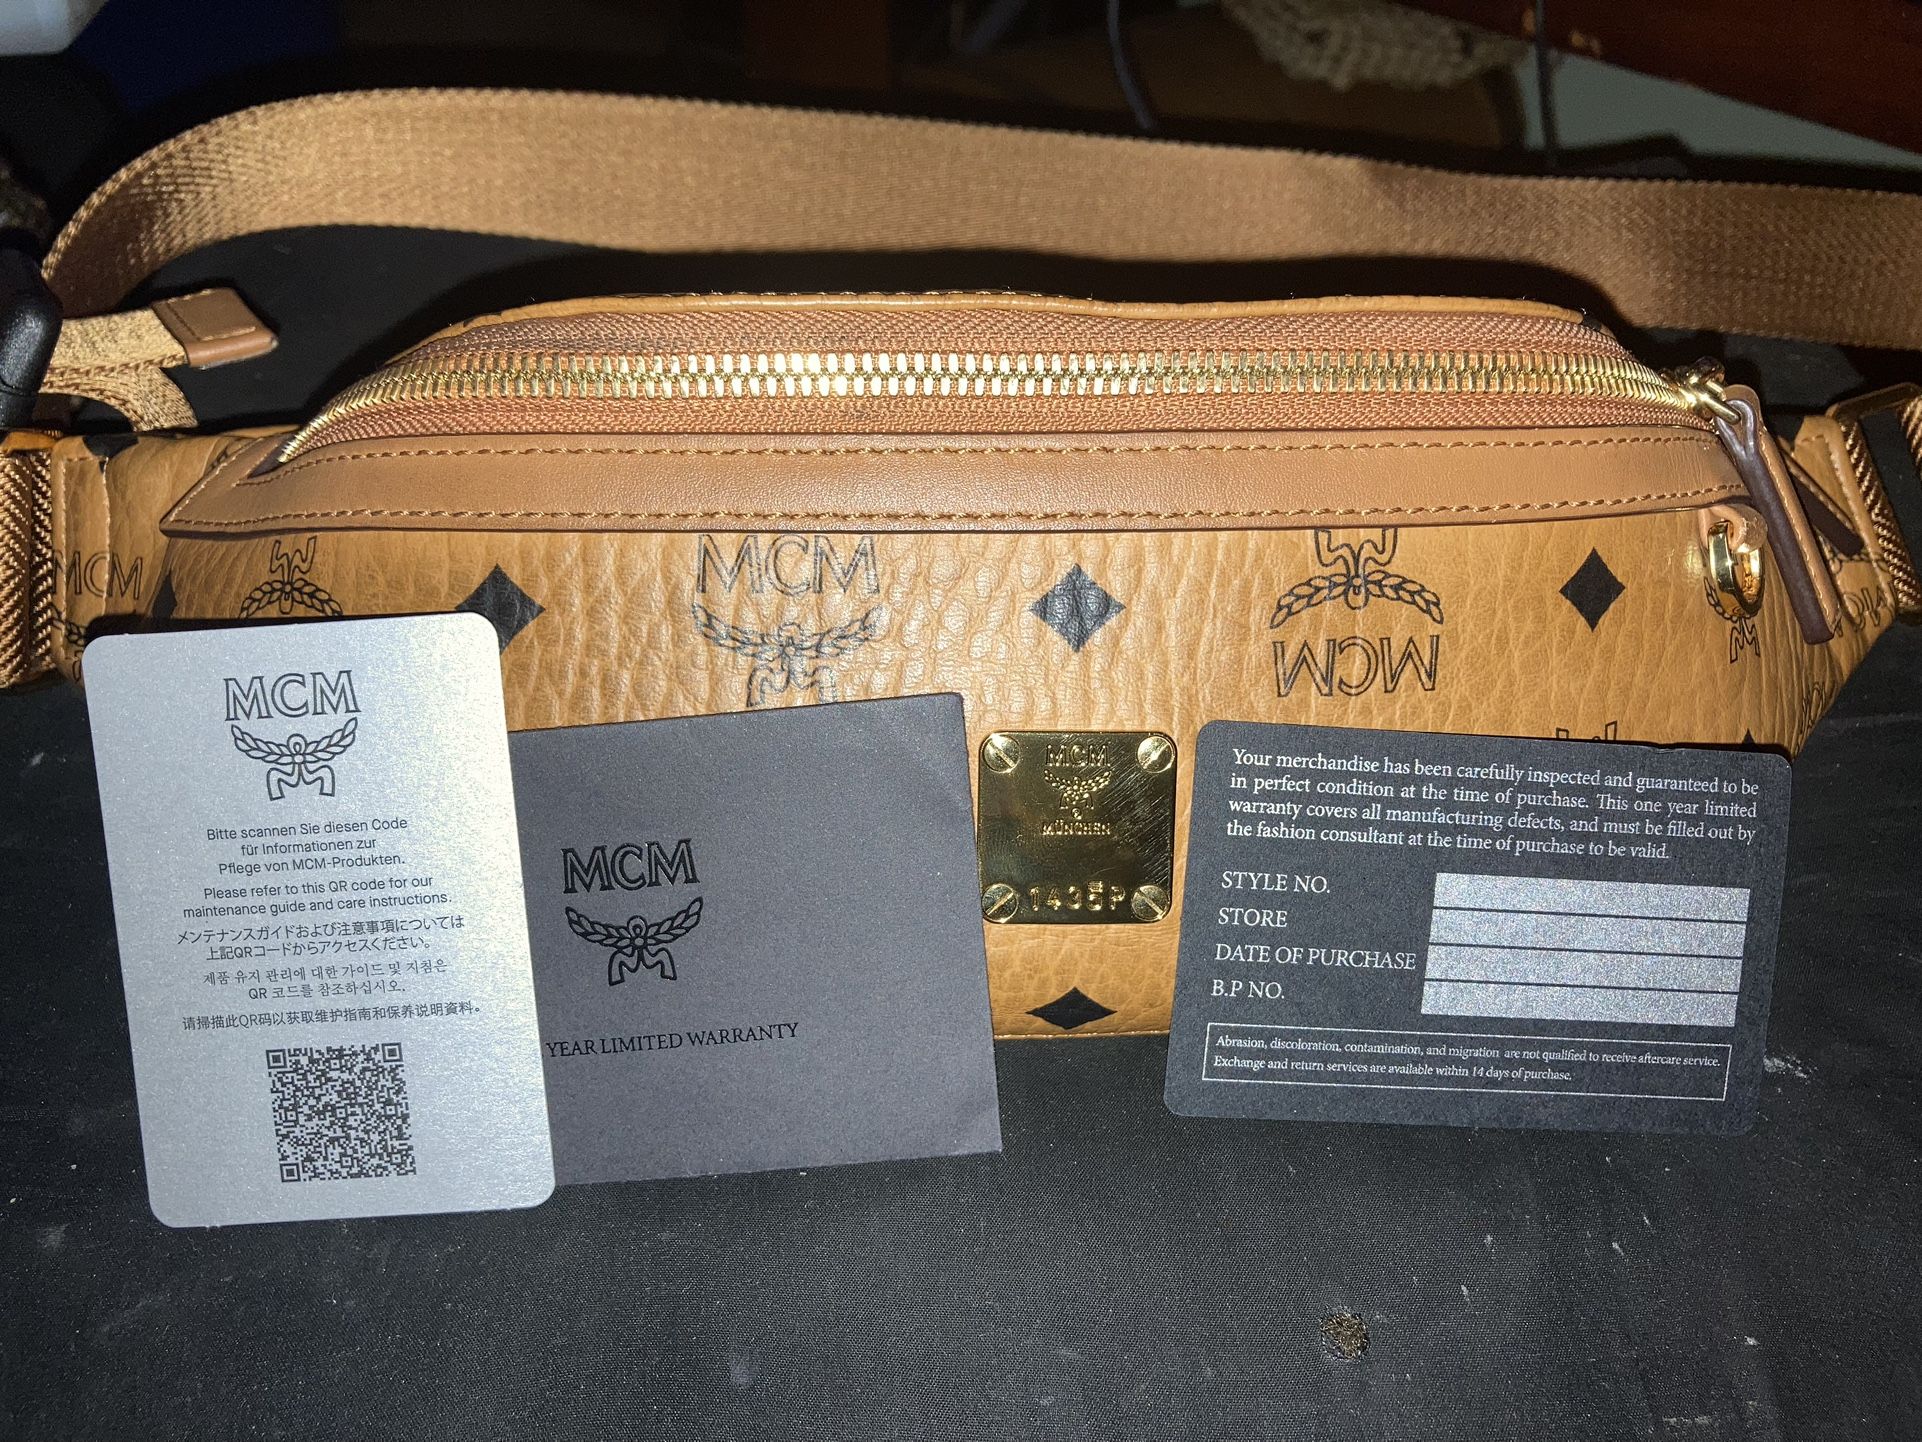 MCM
MCM
MCM
MCM
MÜNCHEN
MCM
Bitte scannen Sie diesen Code
für Informationen zur
Pflege von MCM-Produkten.
Please refer to this QR code for our
maintenance guide and care instructions.
メンテナンスガイドおよび注意事項については
上記QRコードからアクセスください。
제품 유지 관리에 대한 가이드 및 지침은
QR 코드를 참조하십시오.
请掃描此QR码以获取维护指南和保养说明資料。
MCM
YEAR LIMITED WARRANTY
Your merchandise has been carefully inspected and guaranteed to be
in perfect condition at the time of purchase. This one year limited
warranty covers all manufacturing defects, and must be filled out by
the fashion consultant at the time of purchase to be valid.
STYLE NO.
STORE
DATE OF PURCHASE
B.P NO.
Abrasion, discoloration, contamination, and migration are not qualified to receive aftercare service.
Exchange and return services are available within 14 days of purchase.